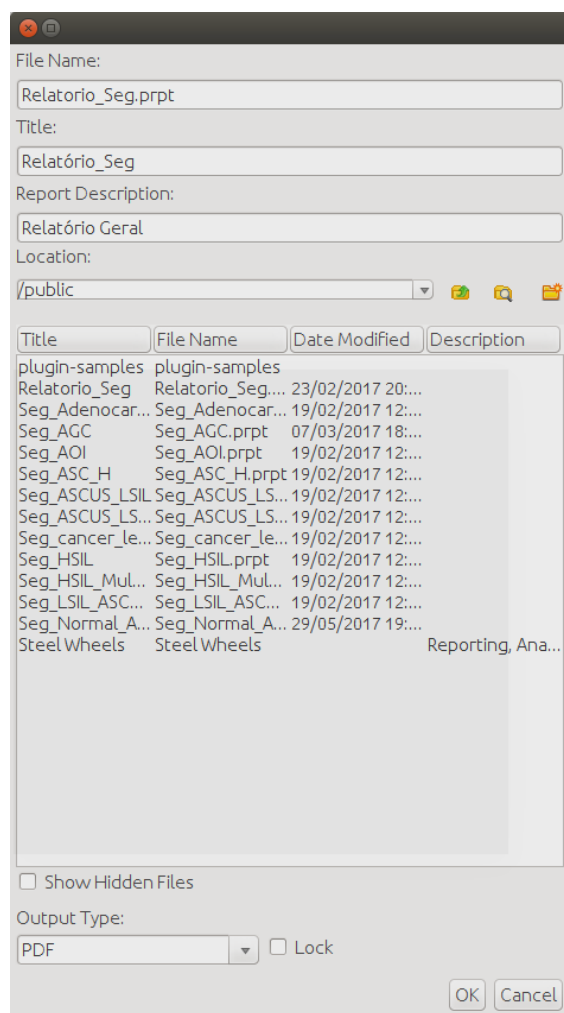 File Name:
Relatorio_Seg.prpt
Title:
Relatório_Seg
Report Description:
Relatório Geral
Location:
/public
Title File Name Date Modified Description
plugin-samples plugin-samples
Relatorio_Seg Relatorio_Seg.... 23/02/2017 20:...
Seg_Adenocar... Seg_Adenocar... 19/02/2017 12:...
Seg_AGC Seg_AGC.prpt 07/03/2017 18:...
Seg_AOI Seg_AOI.prpt 19/02/2017 12:...
Seg_ASC_H Seg_ASC_H.prpt 19/02/2017 12:...
Seg_ASCUS_LSIL Seg_ASCUS_LS... 19/02/2017 12:...
Seg_ASCUS_LS... Seg_ASCUS_LS... 19/02/2017 12:...
Seg_cancer_le... Seg_cancer_le... 19/02/2017 12:...
Seg_HSIL Seg_HSIL.prpt 19/02/2017 12:...
Seg_HSIL_Mul... Seg_HSIL_Mul... 19/02/2017 12:...
Seg_LSIL_ASC... Seg_LSIL_ASC... 19/02/2017 12:...
Seg_Normal_A... Seg_Normal_A... 29/05/2017 19:...
Steel Wheels Steel Wheels Reporting, Ana...
Show Hidden Files
Output Type:
PDF Lock
OK Cancel